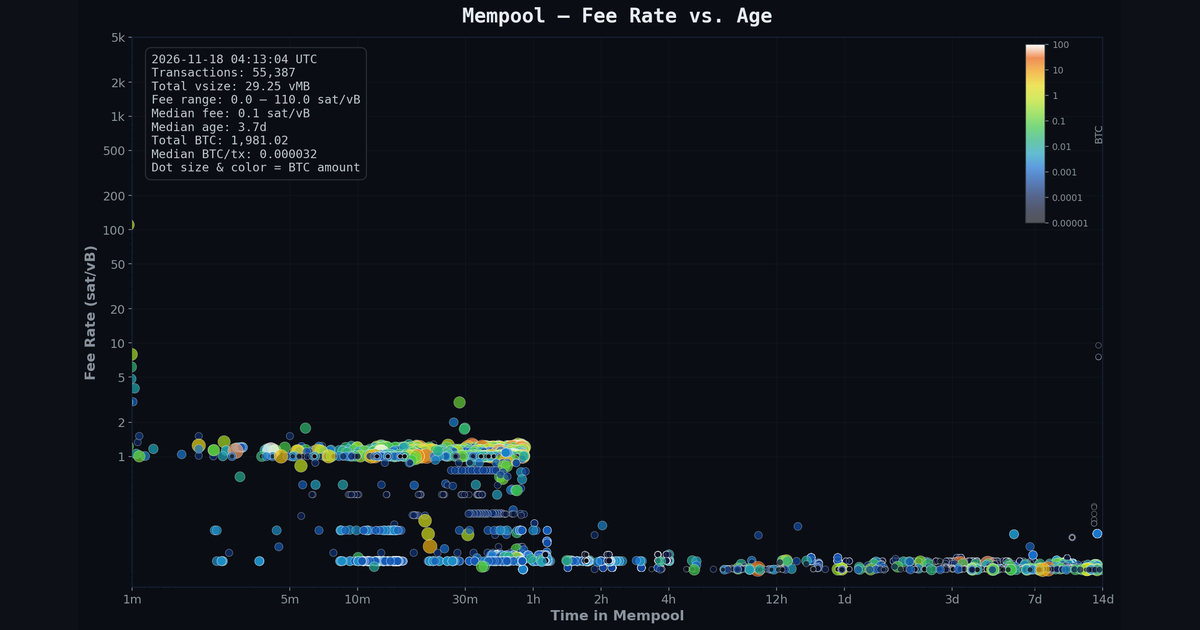 Mempool — Fee Rate vs. Age
2026-11-18 04:13:04 UTC
Transactions: 55,387
Total vsize: 29.25 vMB
Fee range: 0.0 — 110.0 sat/vB
Median fee: 0.1 sat/vB
Median age: 3.7d
Total BTC: 1,981.02
Median BTC/tx: 0.000032
Dot size & color = BTC amount
100
10
1
0.1
0.01
0.001
0.0001
0.00001
BTC
5k
2k
1k
500
200
100
50
20
10
5
2
1
Fee Rate (sat/vB)
1m
5m
10m
30m
1h
2h
4h
12h
1d
3d
7d
14d
Time in Mempool